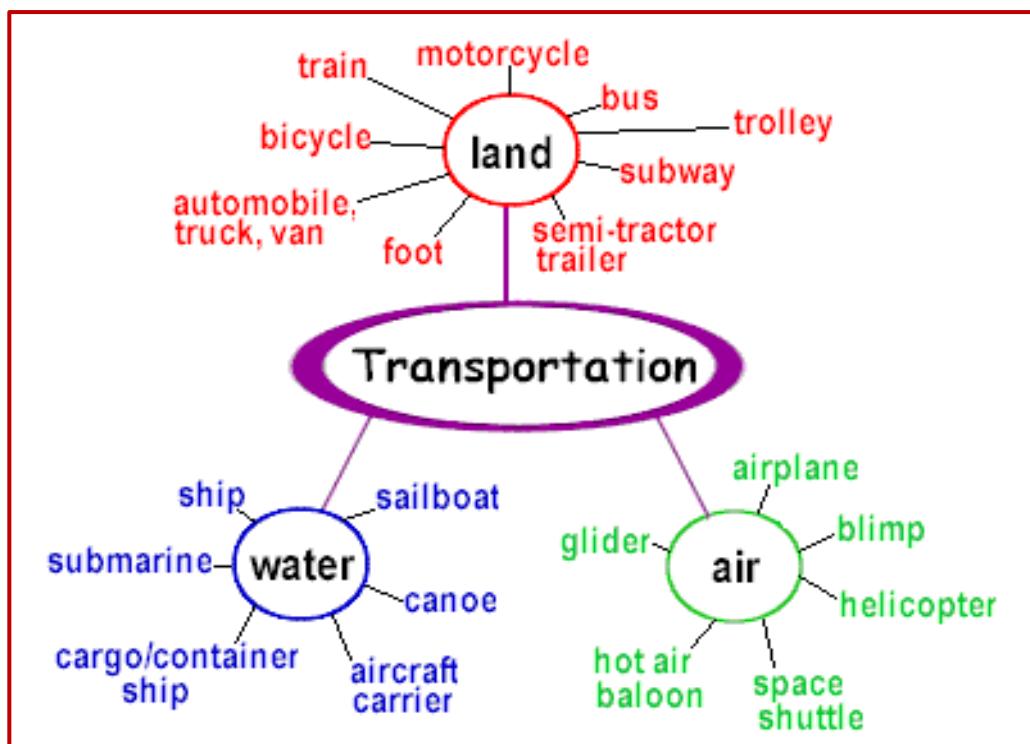 motorcycle
train
bus
trolley
bicycle
land
subway
automobile,
truck, van
foot
semi-tractor
trailer
Transportation
ship
sailboat
submarine
water
canoe
cargo/container
ship
aircraft
carrier
airplane
glider
blimp
air
helicopter
hot air
baloon
space
shuttle